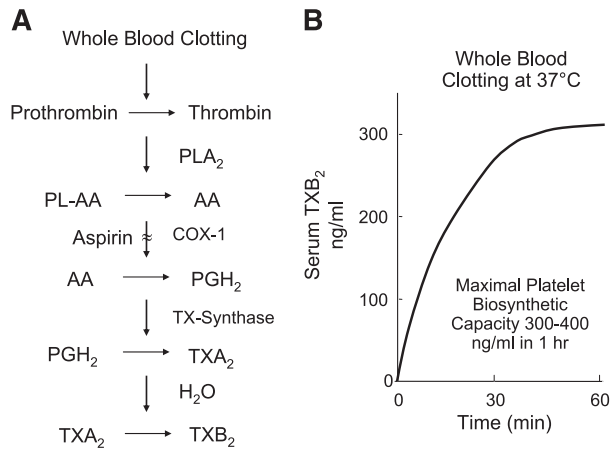 A
Whole Blood Clotting
Prothrombin → Thrombin
PLA₂
PL-AA → AA
Aspirin ≈ COX-1
AA → PGH₂
TX-Synthase
PGH₂ → TXA₂
H₂O
TXA₂ → TXB₂
B
Whole Blood
Clotting at 37°C
Serum TXB₂
ng/ml
300
200
100
0
Maximal Platelet
Biosynthetic
Capacity 300-400
ng/ml in 1 hr
0 30 60
Time (min)